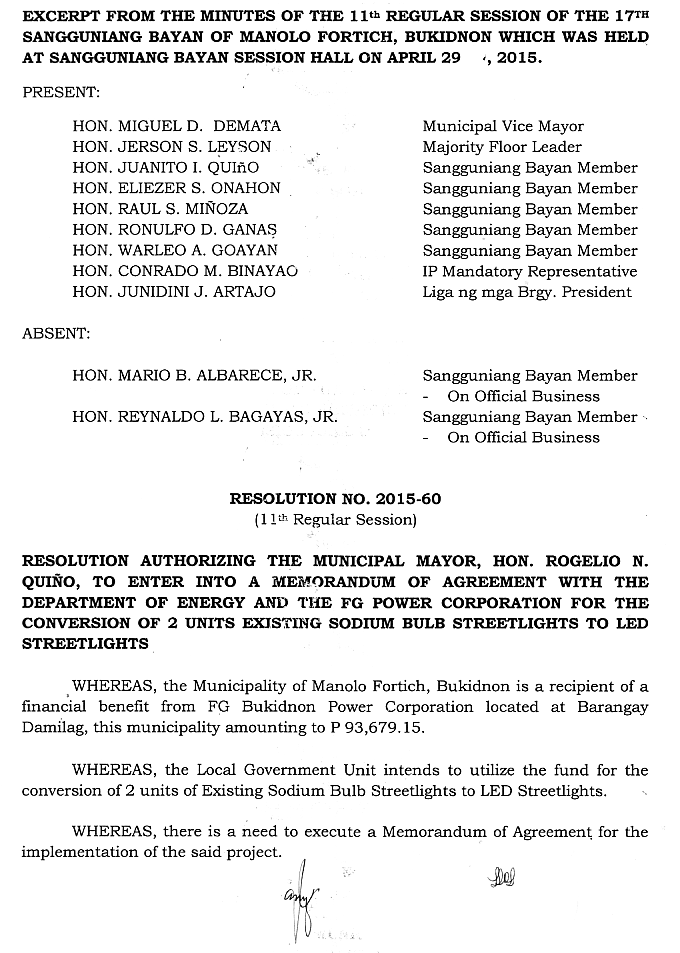 EXCERPT FROM THE MINUTES OF THE 11th REGULAR SESSION OF THE 17TH
SANGGUNIANG BAYAN OF MANOLO FORTICH, BUKIDNON WHICH WAS HELD
AT SANGGUNIANG BAYAN SESSION HALL ON APRIL 29 , 2015.
PRESENT:
HON. MIGUEL D. DEMATA Municipal Vice Mayor
HON. JERSON S. LEYSON Majority Floor Leader
HON. JUANITO I. QUIñO Sangguniang Bayan Member
HON. ELIEZER S. ONAHON Sangguniang Bayan Member
HON. RAUL S. MIÑOZA Sangguniang Bayan Member
HON. RONULFO D. GANAS Sangguniang Bayan Member
HON. WARLEO A. GOAYAN Sangguniang Bayan Member
HON. CONRADO M. BINAYAO IP Mandatory Representative
HON. JUNIDINI J. ARTAJO Liga ng mga Brgy. President
ABSENT:
HON. MARIO B. ALBARECE, JR. Sangguniang Bayan Member
- On Official Business
HON. REYNALDO L. BAGAYAS, JR. Sangguniang Bayan Member
- On Official Business
RESOLUTION NO. 2015-60
(11th Regular Session)
RESOLUTION AUTHORIZING THE MUNICIPAL MAYOR, HON. ROGELIO N.
QUIÑO, TO ENTER INTO A MEMORANDUM OF AGREEMENT WITH THE
DEPARTMENT OF ENERGY AND THE FG POWER CORPORATION FOR THE
CONVERSION OF 2 UNITS EXISTING SODIUM BULB STREETLIGHTS TO LED
STREETLIGHTS
WHEREAS, the Municipality of Manolo Fortich, Bukidnon is a recipient of a
financial benefit from FG Bukidnon Power Corporation located at Barangay
Damilag, this municipality amounting to P 93,679.15.
WHEREAS, the Local Government Unit intends to utilize the fund for the
conversion of 2 units of Existing Sodium Bulb Streetlights to LED Streetlights.
WHEREAS, there is a need to execute a Memorandum of Agreement for the
implementation of the said project.